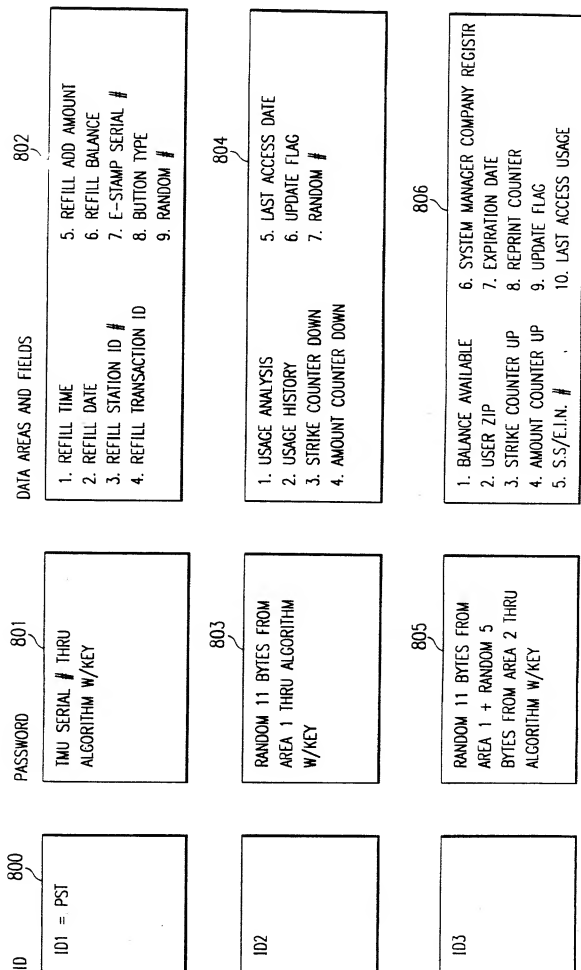 ID
800
PASSWORD
801
DATA AREAS AND FIELDS
802
ID1 = PST
TMU SERIAL # THRU
ALGORITHM W/KEY
1. REFILL TIME
2. REFILL DATE
3. REFILL STATION ID #
4. REFILL TRANSACTION ID
5. REFILL ADD AMOUNT
6. REFILL BALANCE
7. E-STAMP SERIAL #
8. BUTTON TYPE
9. RANDOM #
ID2
803
RANDOM 11 BYTES FROM
AREA 1 THRU ALGORITHM
W/KEY
804
1. USAGE ANALYSIS
2. USAGE HISTORY
3. STRIKE COUNTER DOWN
4. AMOUNT COUNTER DOWN
5. LAST ACCESS DATE
6. UPDATE FLAG
7. RANDOM #
ID3
805
RANDOM 11 BYTES FROM
AREA 1 + RANDOM 5
BYTES FROM AREA 2 THRU
ALGORITHM W/KEY
806
1. BALANCE AVAILABLE
2. USER ZIP
3. STRIKE COUNTER UP
4. AMOUNT COUNTER UP
5. S.S/E.I.N. #
6. SYSTEM MANAGER COMPANY REGISTR
7. EXPIRATION DATE
8. REPRINT COUNTER
9. UPDATE FLAG
10. LAST ACCESS USAGE